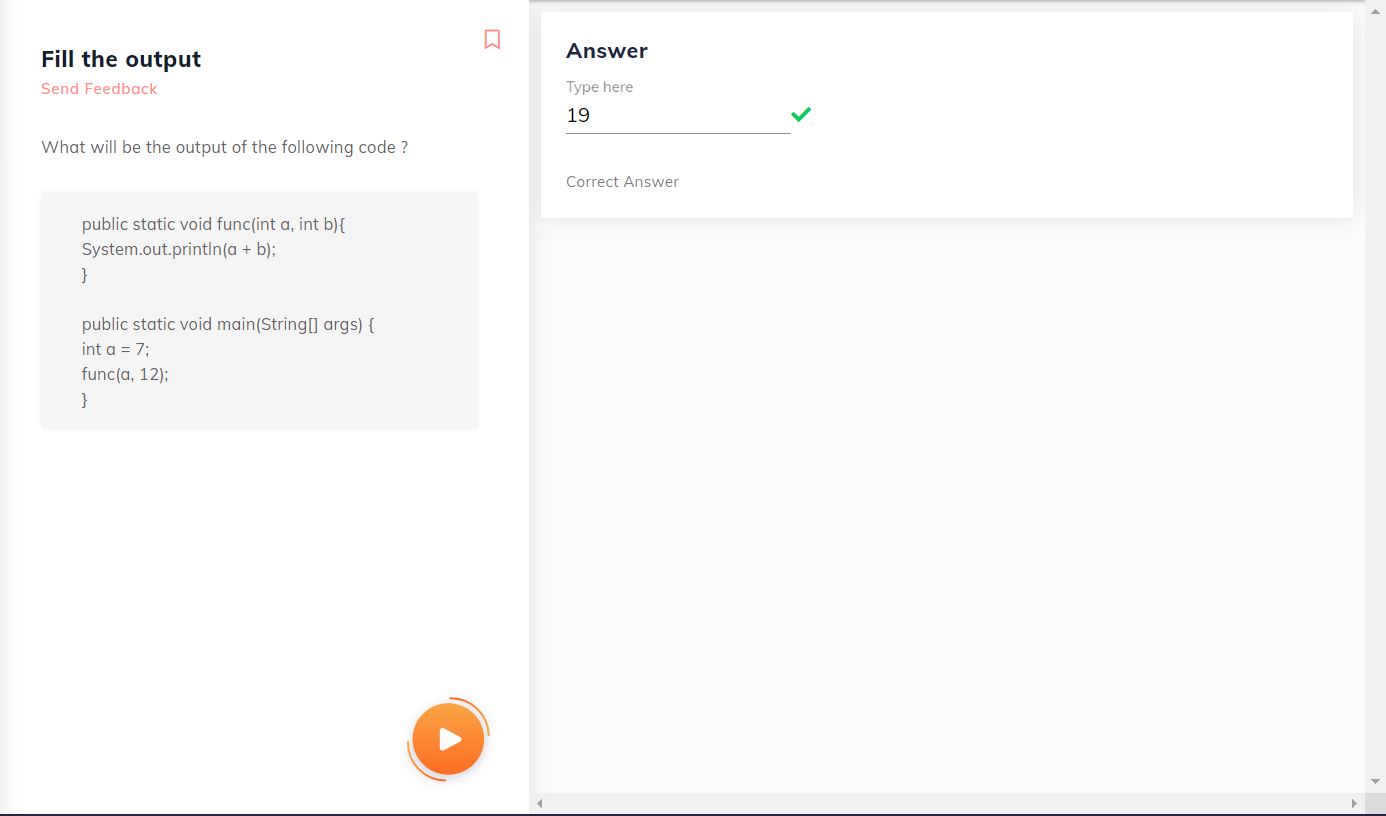 Fill the output
Send Feedback
What will be the output of the following code ?
public static void func(int a, int b){
System.out.println(a + b);
}
public static void main(String[] args) {
int a = 7;
func(a, 12);
}
Answer
Type here
19
Correct Answer